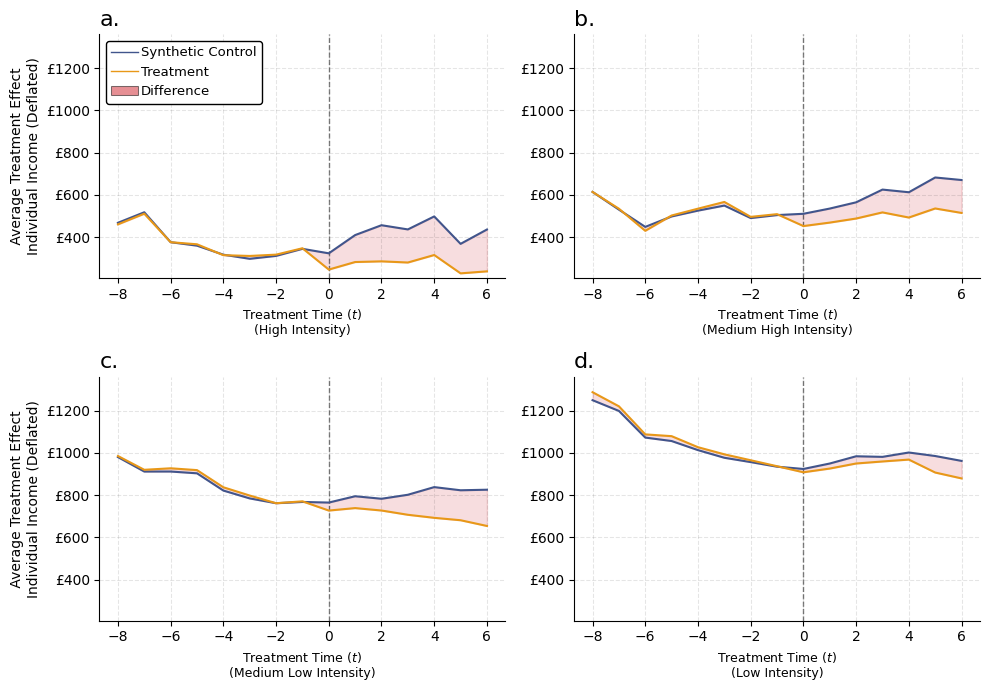 a.
Average Treatment Effect
Individual Income (Deflated)
£1200
£1000
£800
£600
£400
Synthetic Control
Treatment
Difference
−8 −6 −4 −2 0 2 4 6
Treatment Time (t)
(High Intensity)
b.
£1200
£1000
£800
£600
£400
−8 −6 −4 −2 0 2 4 6
Treatment Time (t)
(Medium High Intensity)
c.
Average Treatment Effect
Individual Income (Deflated)
£1200
£1000
£800
£600
£400
−8 −6 −4 −2 0 2 4 6
Treatment Time (t)
(Medium Low Intensity)
d.
£1200
£1000
£800
£600
£400
−8 −6 −4 −2 0 2 4 6
Treatment Time (t)
(Low Intensity)